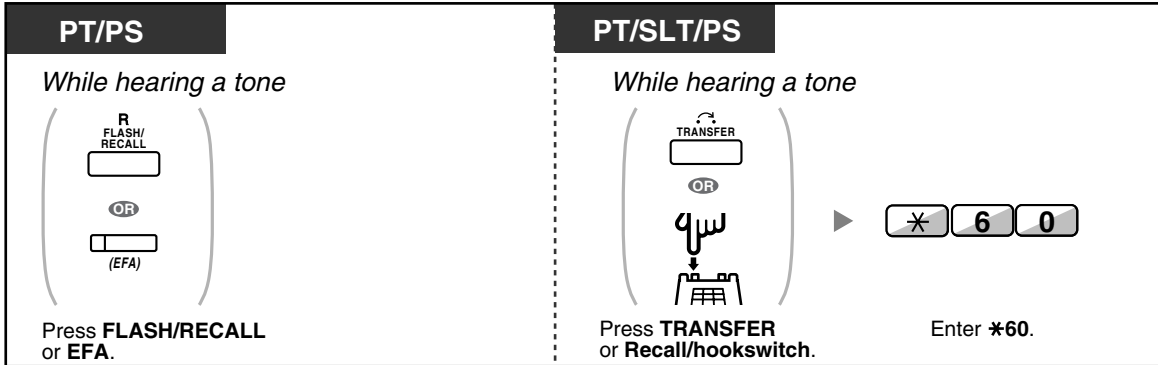 PT/PS
While hearing a tone
R
FLASH/
RECALL
OR
(EFA)
Press FLASH/RECALL
or EFA.
PT/SLT/PS
While hearing a tone
TRANSFER
OR
Press TRANSFER
or Recall/hookswitch.
* 6 0
Enter *60.